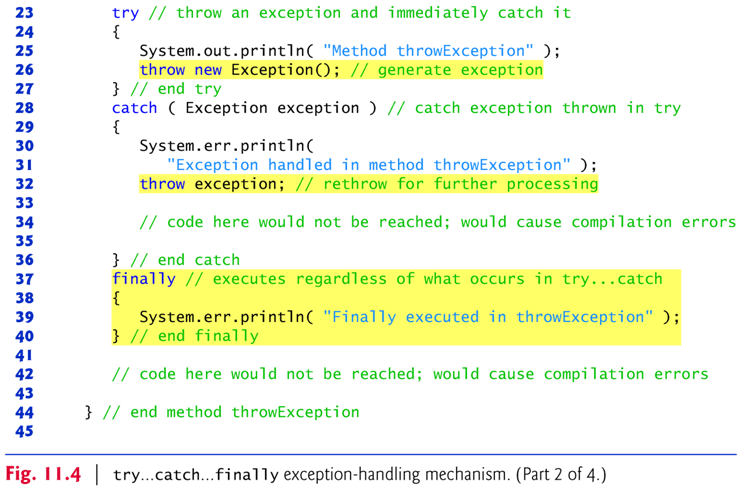 23 try // throw an exception and immediately catch it
24 {
25 System.out.println( "Method throwException" );
26 throw new Exception(); // generate exception
27 } // end try
28 catch ( Exception exception ) // catch exception thrown in try
29 {
30 System.err.println(
31 "Exception handled in method throwException" );
32 throw exception; // rethrow for further processing
33
34 // code here would not be reached; would cause compilation errors
35
36 } // end catch
37 finally // executes regardless of what occurs in try...catch
38 {
39 System.err.println( "Finally executed in throwException" );
40 } // end finally
41
42 // code here would not be reached; would cause compilation errors
43
44 } // end method throwException
45
Fig. 11.4 | try...catch...finally exception-handling mechanism. (Part 2 of 4.)